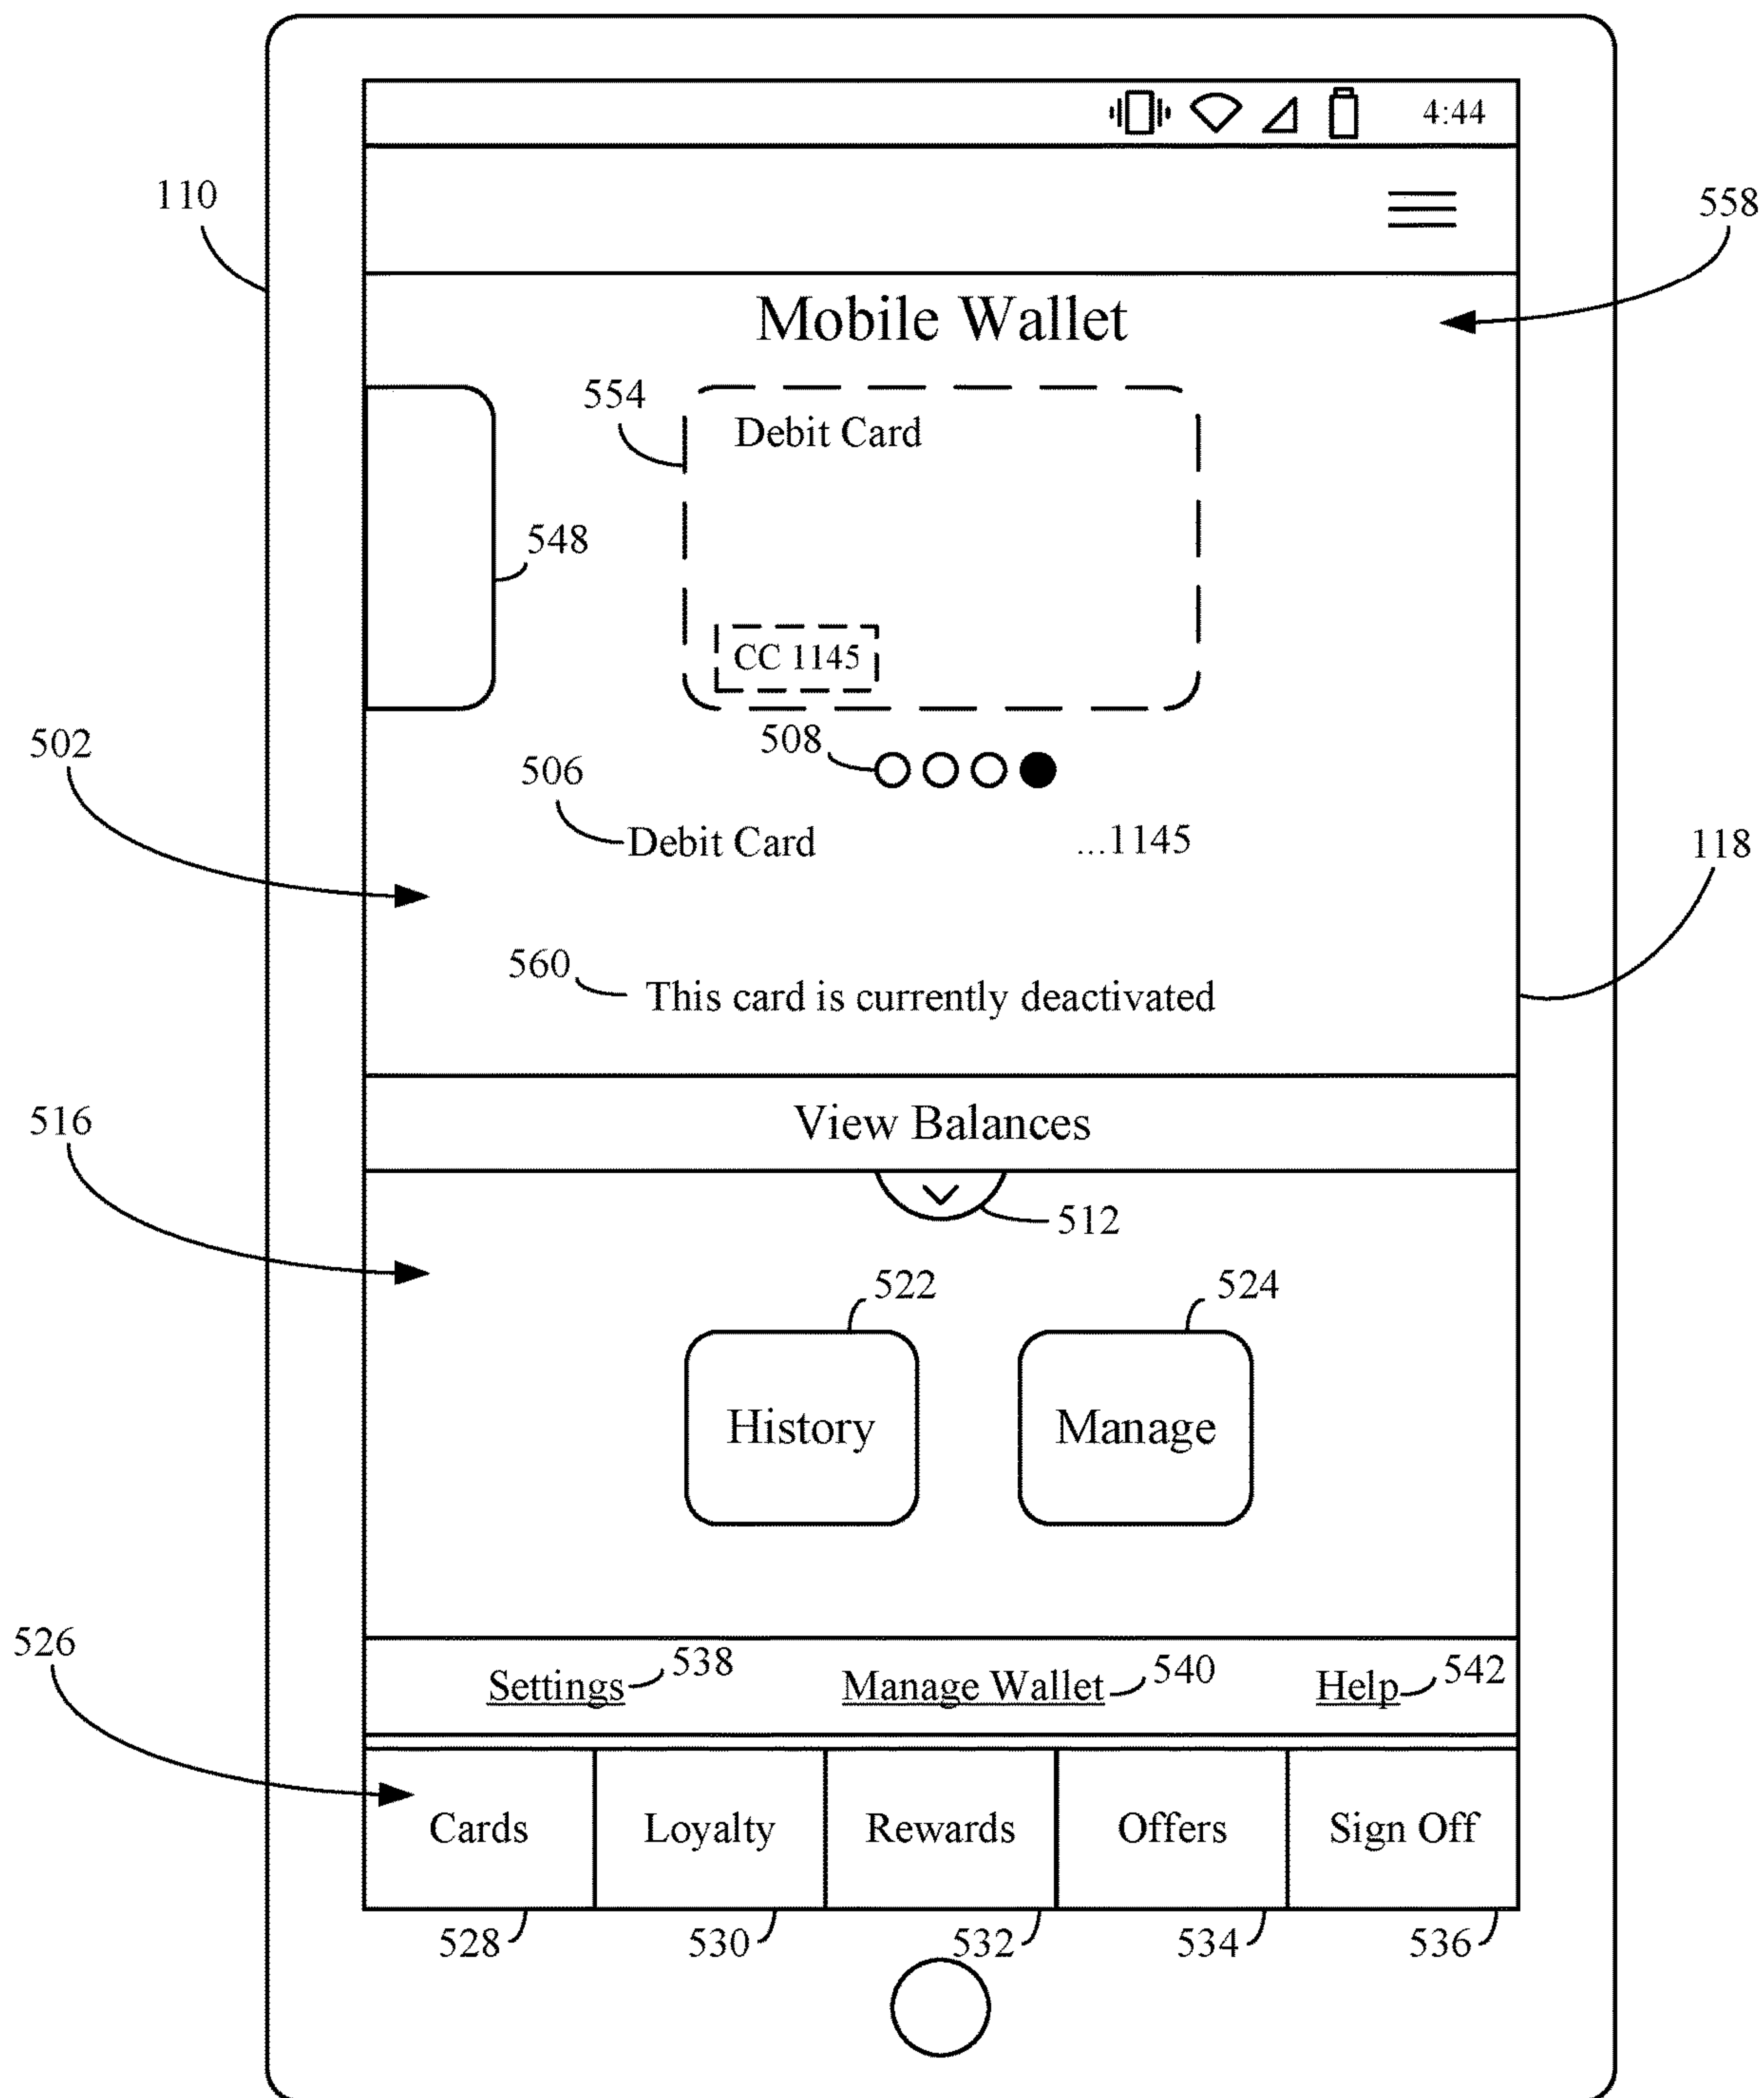 4:44
110
558
Mobile Wallet
554
Debit Card
548
CC 1145
508
502
506
Debit Card ...1145
118
560
This card is currently deactivated
View Balances
516
512
522 524
History Manage
526
Settings 538 Manage Wallet 540 Help 542
Cards Loyalty Rewards Offers Sign Off
528 530 532 534 536